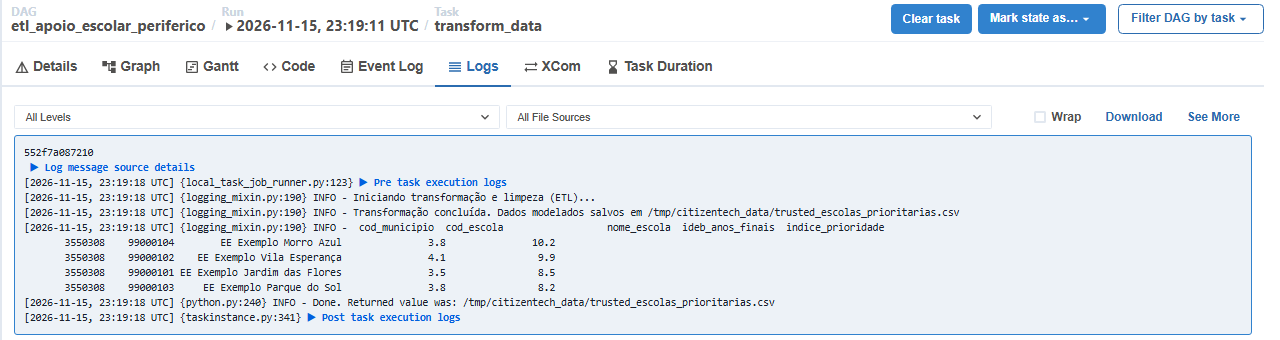 DAG Run Task
etl_apoio_escolar_periferico / ▶ 2026-11-15, 23:19:11 UTC / transform_data
Clear task Mark state as... Filter DAG by task
Details Graph Gantt <> Code Event Log Logs XCom Task Duration
All Levels All File Sources Wrap Download See More
552f7a087210
▶ Log message source details
[2026-11-15, 23:19:18 UTC] {local_task_job_runner.py:123} ▶ Pre task execution logs
[2026-11-15, 23:19:18 UTC] {logging_mixin.py:190} INFO - Iniciando transformação e limpeza (ETL)...
[2026-11-15, 23:19:18 UTC] {logging_mixin.py:190} INFO - Transformação concluída. Dados modelados salvos em /tmp/citizentech_data/trusted_escolas_prioritarias.csv
[2026-11-15, 23:19:18 UTC] {logging_mixin.py:190} INFO - cod_municipio cod_escola nome_escola ideb_anos_finais indice_prioridade
3550308 99000104 EE Exemplo Morro Azul 3.8 10.2
3550308 99000102 EE Exemplo Vila Esperança 4.1 9.9
3550308 99000101 EE Exemplo Jardim das Flores 3.5 8.5
3550308 99000103 EE Exemplo Parque do Sol 3.8 8.2
[2026-11-15, 23:19:18 UTC] {python.py:240} INFO - Done. Returned value was: /tmp/citizentech_data/trusted_escolas_prioritarias.csv
[2026-11-15, 23:19:18 UTC] {taskinstance.py:341} ▶ Post task execution logs